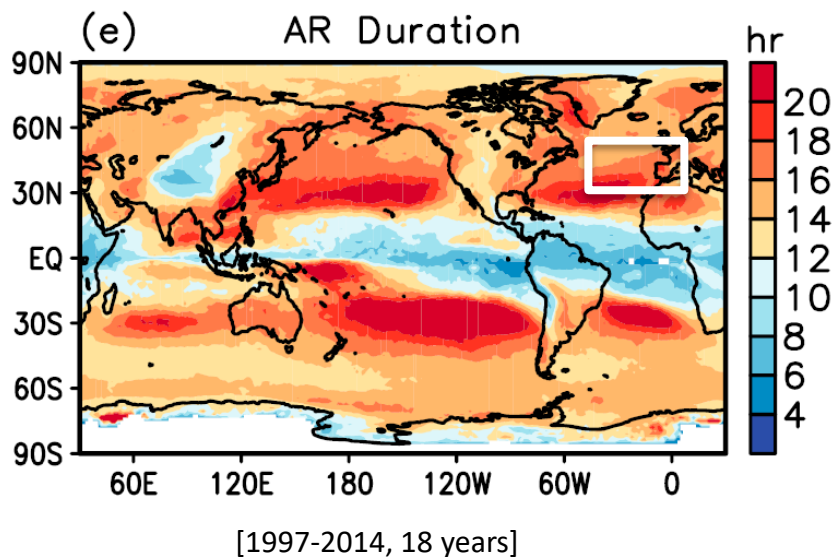 (e) AR Duration
hr
90N
60N
30N
EQ
30S
60S
90S
20
18
16
14
12
10
8
6
4
60E 120E 180 120W 60W 0
[1997-2014, 18 years]